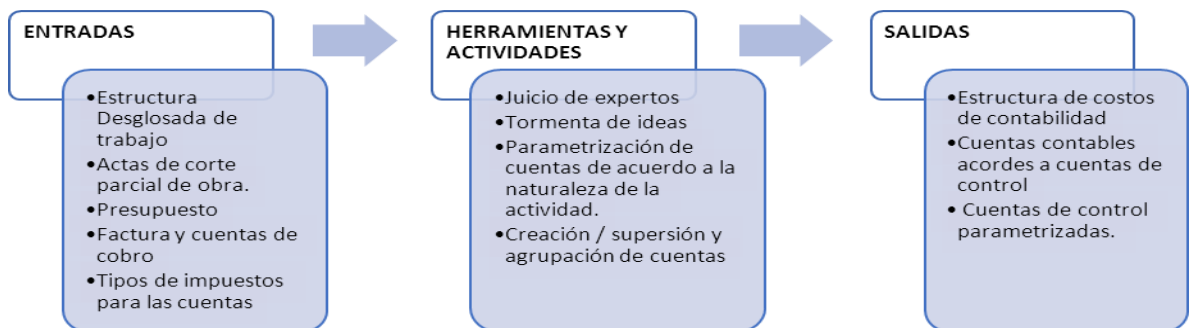 ENTRADAS
•Estructura
Desglosada de
trabajo
•Actas de corte
parcial de obra.
•Presupuesto
•Factura y cuentas de
cobro
•Tipos de impuestos
para las cuentas
HERRAMIENTAS Y
ACTIVIDADES
•Juicio de expertos
•Tormenta de ideas
•Parametrización de
cuentas de acuerdo a la
naturaleza de la
actividad.
•Creación / supersión y
agrupación de cuentas
SALIDAS
•Estructura de costos
de contabilidad
•Cuentas contables
acordes a cuentas de
control
• Cuentas de control
parametrizadas.